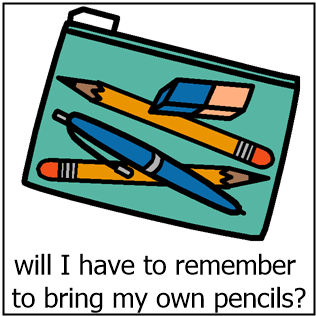 will I have to remember
to bring my own pencils?